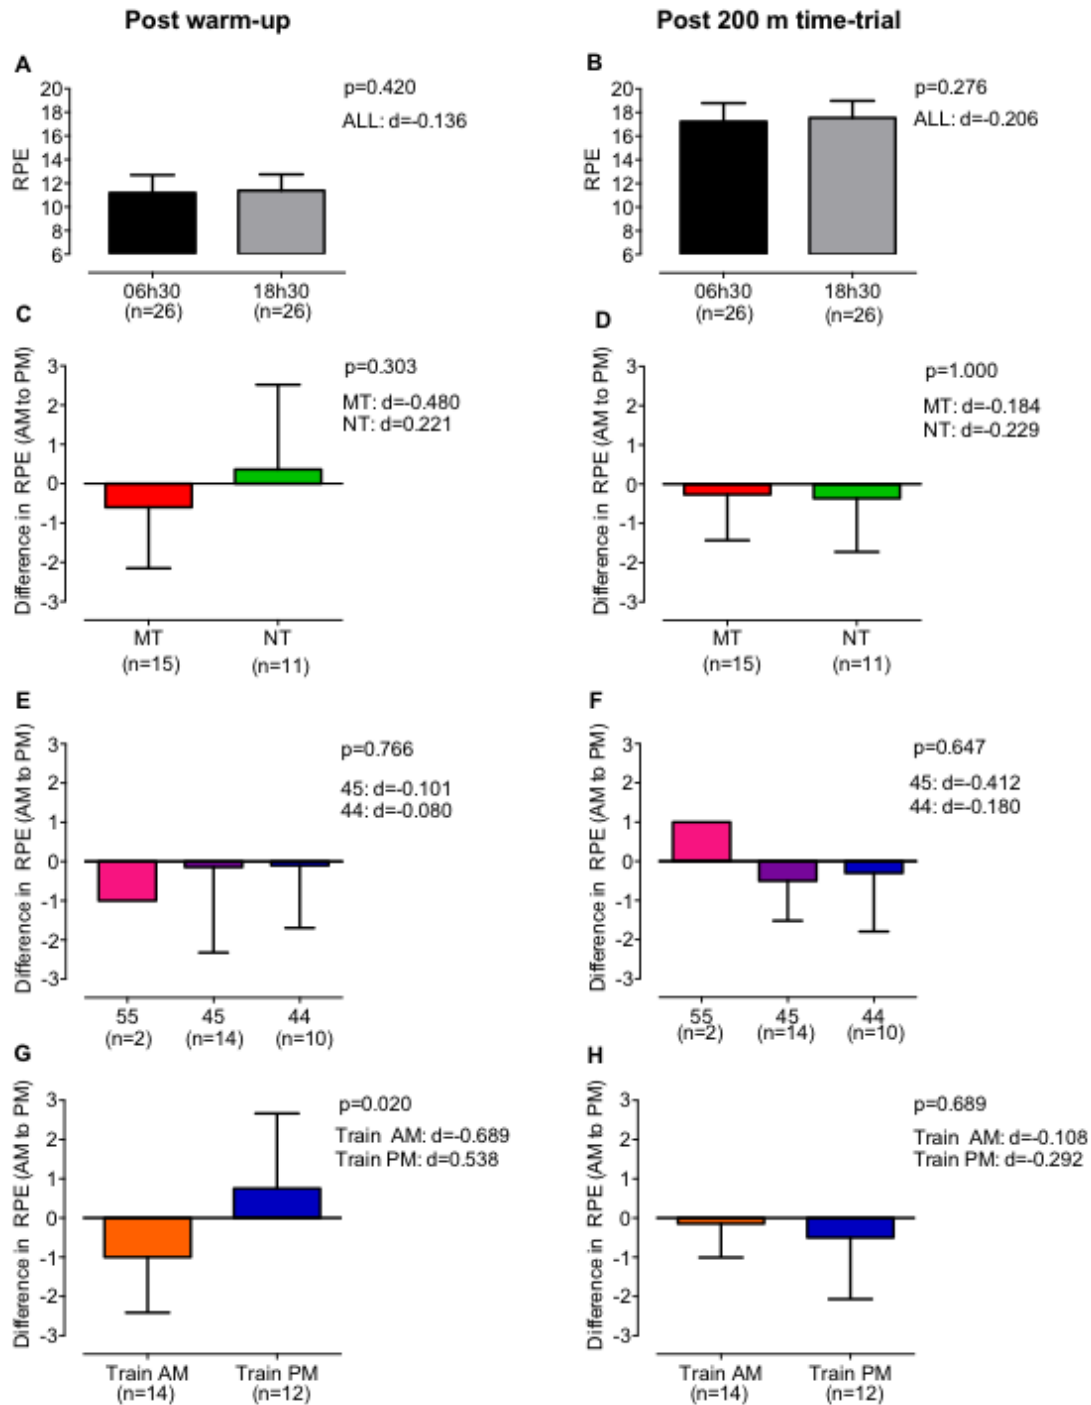 Post warm-up
Post 200 m time-trial
A
20
18
16
14
12
10
8
6
RPE
p=0.420
ALL: d=-0.136
06h30
(n=26)
18h30
(n=26)
B
20
18
16
14
12
10
8
6
RPE
p=0.276
ALL: d=-0.206
06h30
(n=26)
18h30
(n=26)
C
3
2
1
0
-1
-2
-3
Difference in RPE (AM to PM)
p=0.303
MT: d=-0.480
NT: d=0.221
MT
(n=15)
NT
(n=11)
D
3
2
1
0
-1
-2
-3
Difference in RPE (AM to PM)
p=1.000
MT: d=-0.184
NT: d=-0.229
MT
(n=15)
NT
(n=11)
E
3
2
1
0
-1
-2
-3
Difference in RPE (AM to PM)
p=0.766
45: d=-0.101
44: d=-0.080
55
(n=2)
45
(n=14)
44
(n=10)
F
3
2
1
0
-1
-2
-3
Difference in RPE (AM to PM)
p=0.647
45: d=-0.412
44: d=-0.180
55
(n=2)
45
(n=14)
44
(n=10)
G
3
2
1
0
-1
-2
-3
Difference in RPE (AM to PM)
p=0.020
Train AM: d=-0.689
Train PM: d=0.538
Train AM
(n=14)
Train PM
(n=12)
H
3
2
1
0
-1
-2
-3
Difference in RPE (AM to PM)
p=0.689
Train AM: d=-0.108
Train PM: d=-0.292
Train AM
(n=14)
Train PM
(n=12)